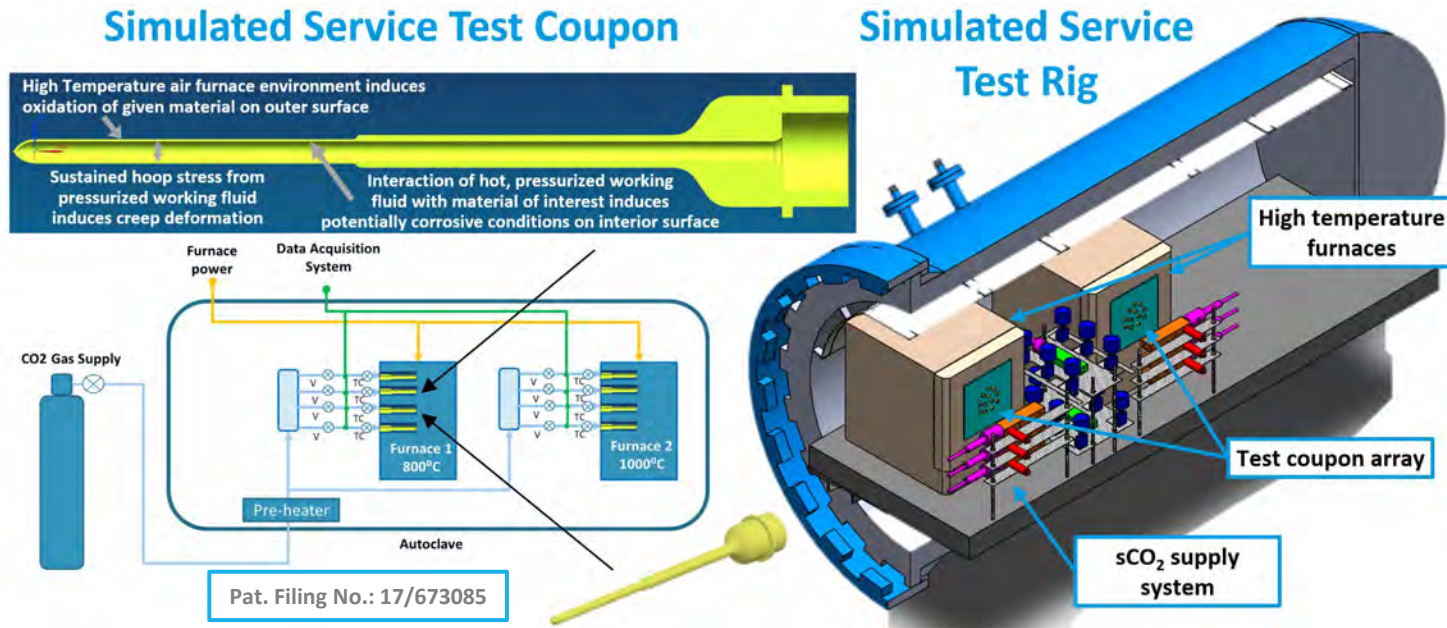 Simulated Service Test Coupon
High Temperature air furnace environment induces
oxidation of given material on outer surface
Sustained hoop stress from
pressurized working fluid
induces creep deformation
Interaction of hot, pressurized working
fluid with material of interest induces
potentially corrosive conditions on interior surface
Furnace
power
Data Acquisition
System
CO2 Gas Supply
V
TC
V
TC
V
TC
V
TC
Furnace 1
800⁰C
V
TC
V
TC
V
TC
V
TC
Furnace 2
1000⁰C
Pre-heater
Autoclave
Pat. Filing No.: 17/673085
Simulated Service
Test Rig
High temperature
furnaces
Test coupon array
sCO₂ supply
system